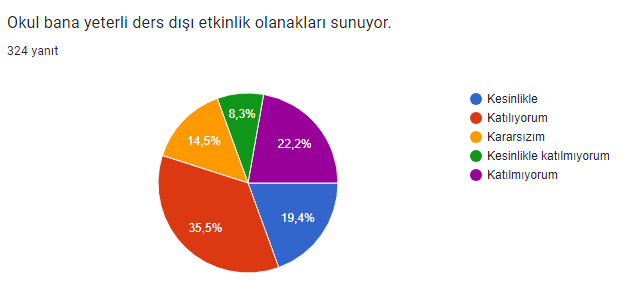 Okul bana yeterli ders dışı etkinlik olanakları sunuyor.
324 yanıt
Kesinlikle
Katılıyorum
Kararsızım
Kesinlikle katılmıyorum
Katılmıyorum
8,3%
14,5%
22,2%
19,4%
35,5%